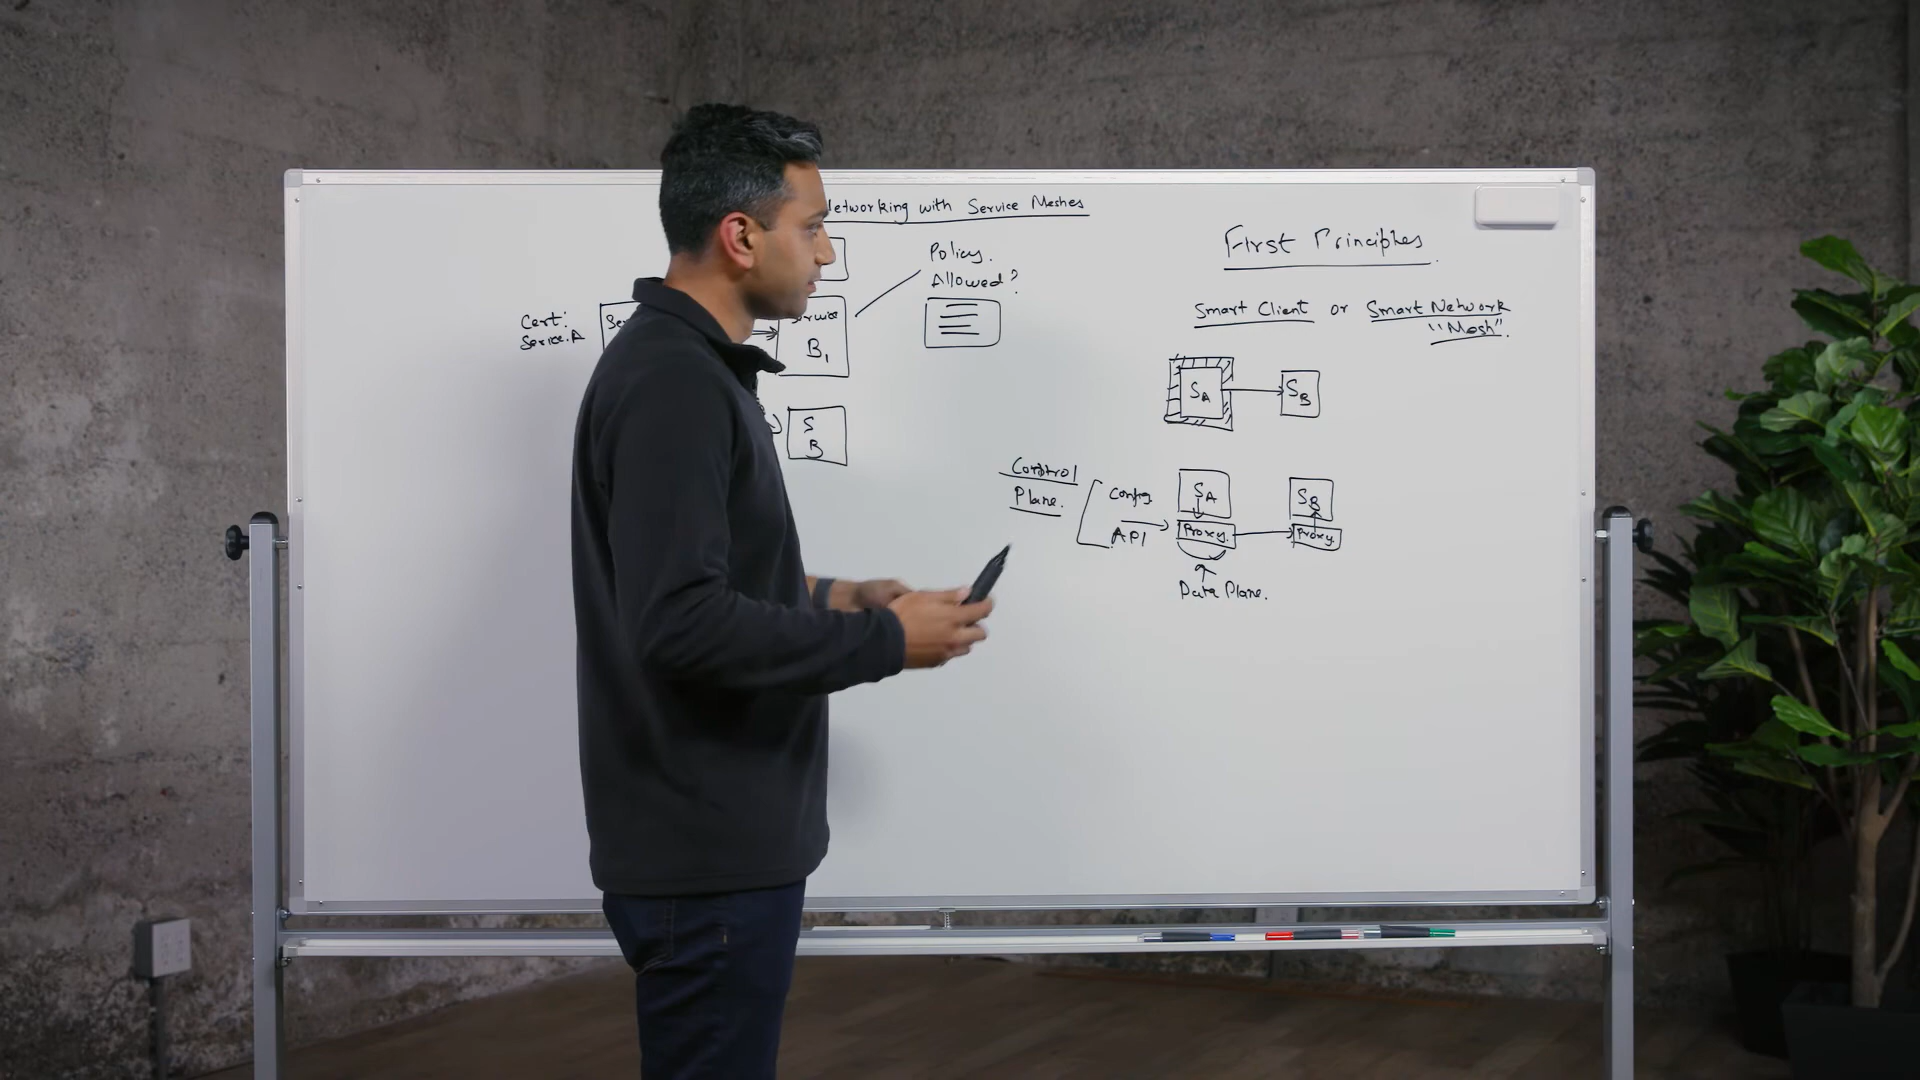 Networking with Service Meshes
Policy.
Allowed?
Cert:
Service.A
Service
B1
S
B
First Principles.
Smart Client or Smart Network
"Mesh".
SA
SB
Control
Plane.
Config
API
SA
Proxy.
SB
Proxy.
Data Plane.